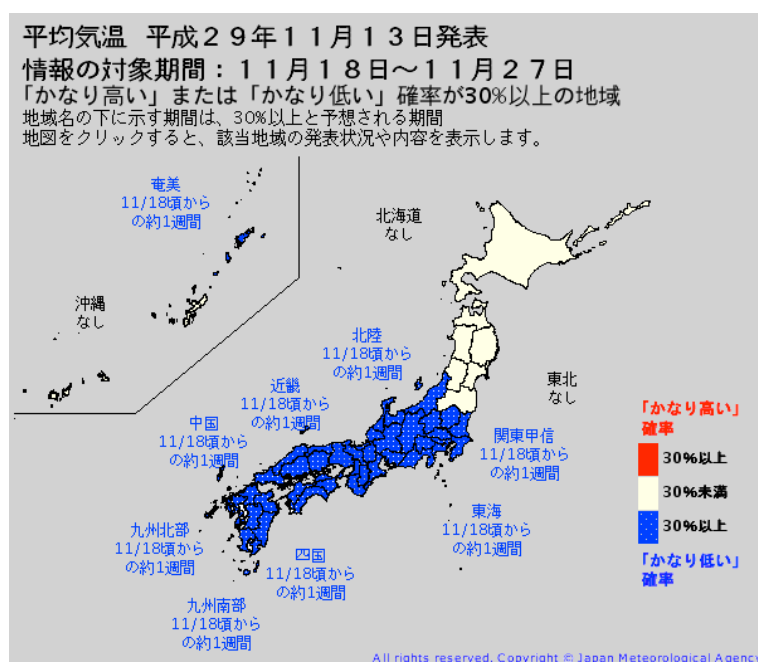 平均気温 平成２９年１１月１３日発表
情報の対象期間：１１月１８日～１１月２７日
「かなり高い」または「かなり低い」確率が30%以上の地域
地域名の下に示す期間は、30%以上と予想される期間
地図をクリックすると、該当地域の発表状況や内容を表示します。
奄美
11/18頃から
の約1週間
北海道
なし
沖縄
なし
北陸
11/18頃から
の約1週間
東北
なし
近畿
11/18頃から
の約1週間
中国
11/18頃から
の約1週間
関東甲信
11/18頃から
の約1週間
東海
11/18頃から
の約1週間
九州北部
11/18頃から
の約1週間
四国
11/18頃から
の約1週間
九州南部
11/18頃から
の約1週間
「かなり高い」
確率
30%以上
30%未満
30%以上
「かなり低い」
確率
All rights reserved. Copyright © Japan Meteorological Agency